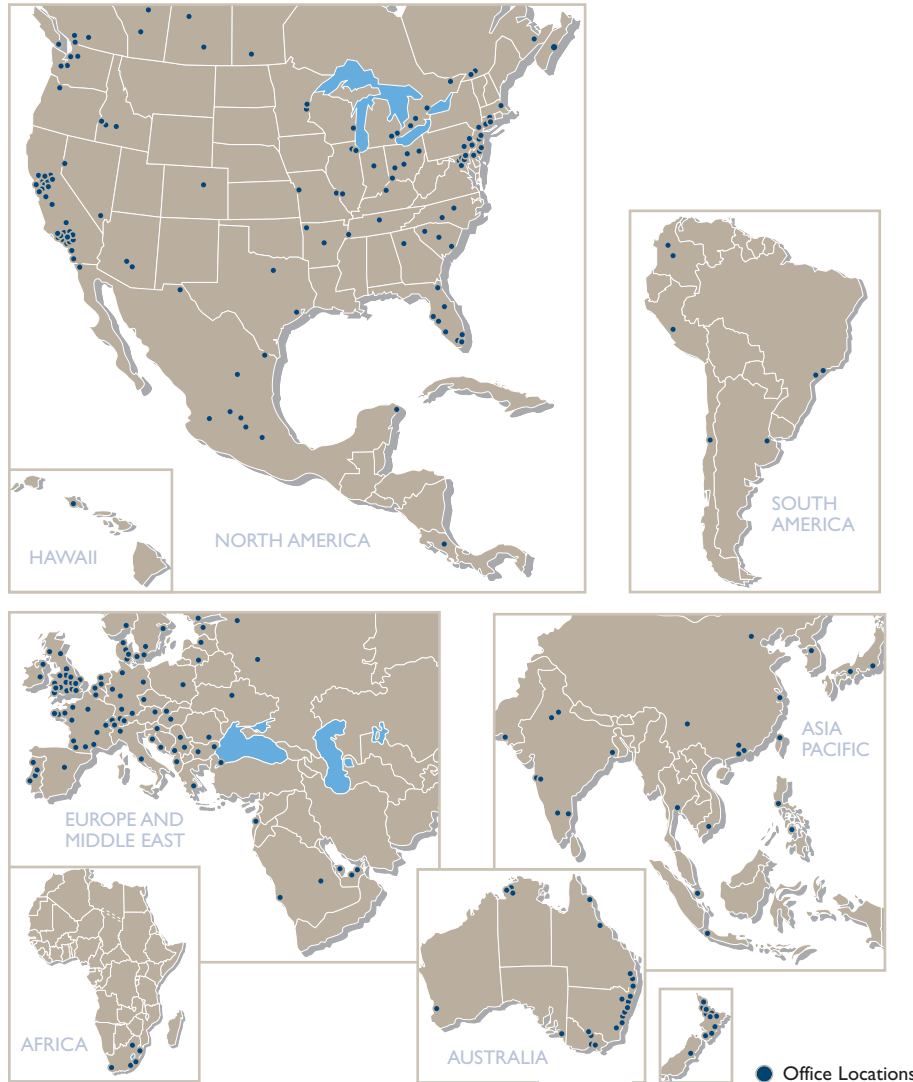 HAWAII
NORTH AMERICA
SOUTH
AMERICA
EUROPE AND
MIDDLE EAST
ASIA
PACIFIC
AFRICA
AUSTRALIA
Office Locations